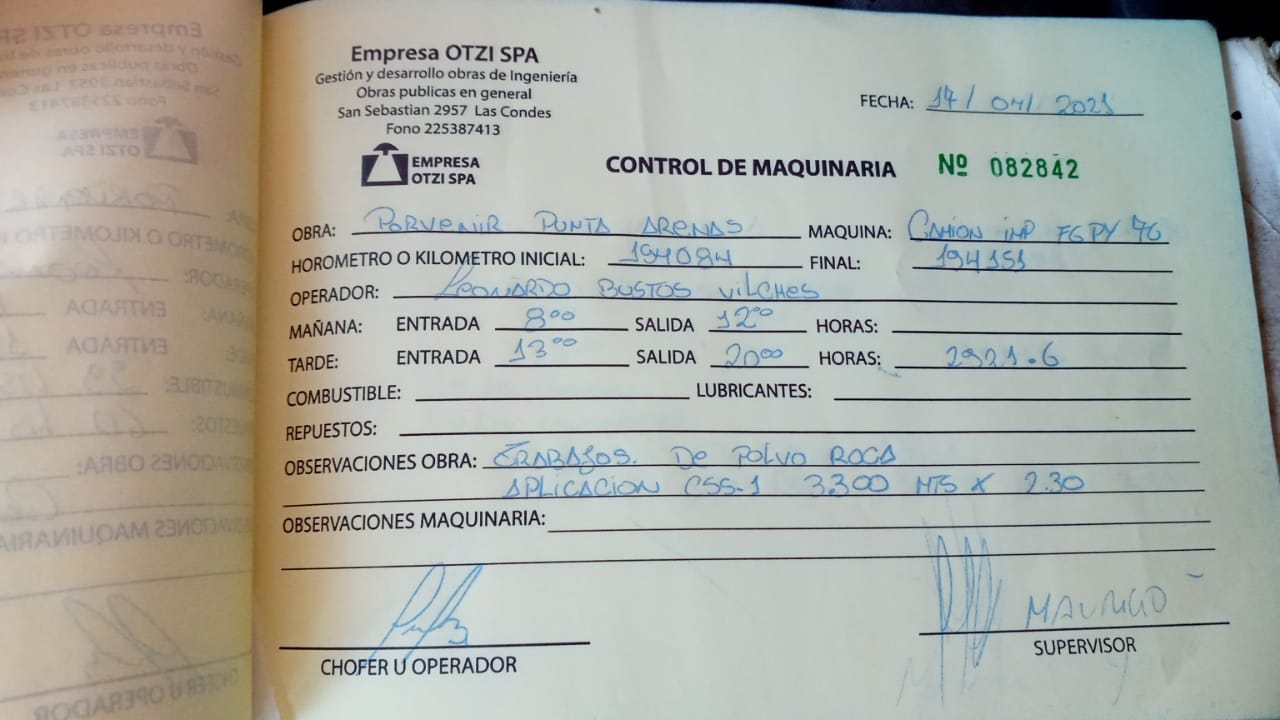 Empresa OTZI SPA
Gestión y desarrollo obras de Ingeniería
Obras publicas en general
San Sebastian 2957 Las Condes
Fono 225387413
EMPRESA
OTZI SPA
FECHA: 17/ 04/ 2025
CONTROL DE MAQUINARIA Nº 082842
OBRA: PORVENIR PUNTA ARENAS MAQUINA: CAMION IMP FGPY 76
HOROMETRO O KILOMETRO INICIAL: 194084 FINAL: 194151
OPERADOR: LEONARDO BUSTOS VILCHES
MAÑANA: ENTRADA 8⁰⁰ SALIDA 12⁰⁰ HORAS:
TARDE: ENTRADA 13⁰⁰ SALIDA 20⁰⁰ HORAS: 2921.6
COMBUSTIBLE: LUBRICANTES:
REPUESTOS:
OBSERVACIONES OBRA: TRABAJOS. DE POLVO ROCA
APLICACION CSS-1 3.300 MTS X 2.30
OBSERVACIONES MAQUINARIA:
MAURICIO
CHOFER U OPERADOR SUPERVISOR